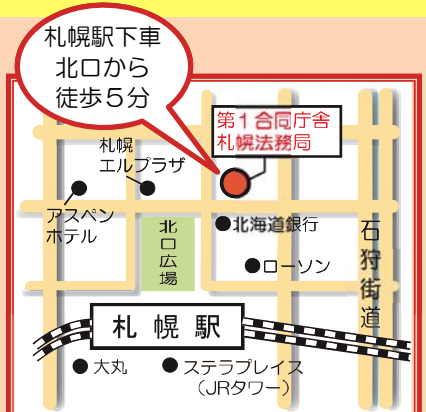 札幌駅下車
北口から
徒歩5分
第1合同庁舎
札幌法務局
札幌
エルプラザ
アスペン
ホテル
北口広場
北海道銀行
ローソン
石狩街道
札幌駅
大丸
ステラプレイス
(JRタワー)